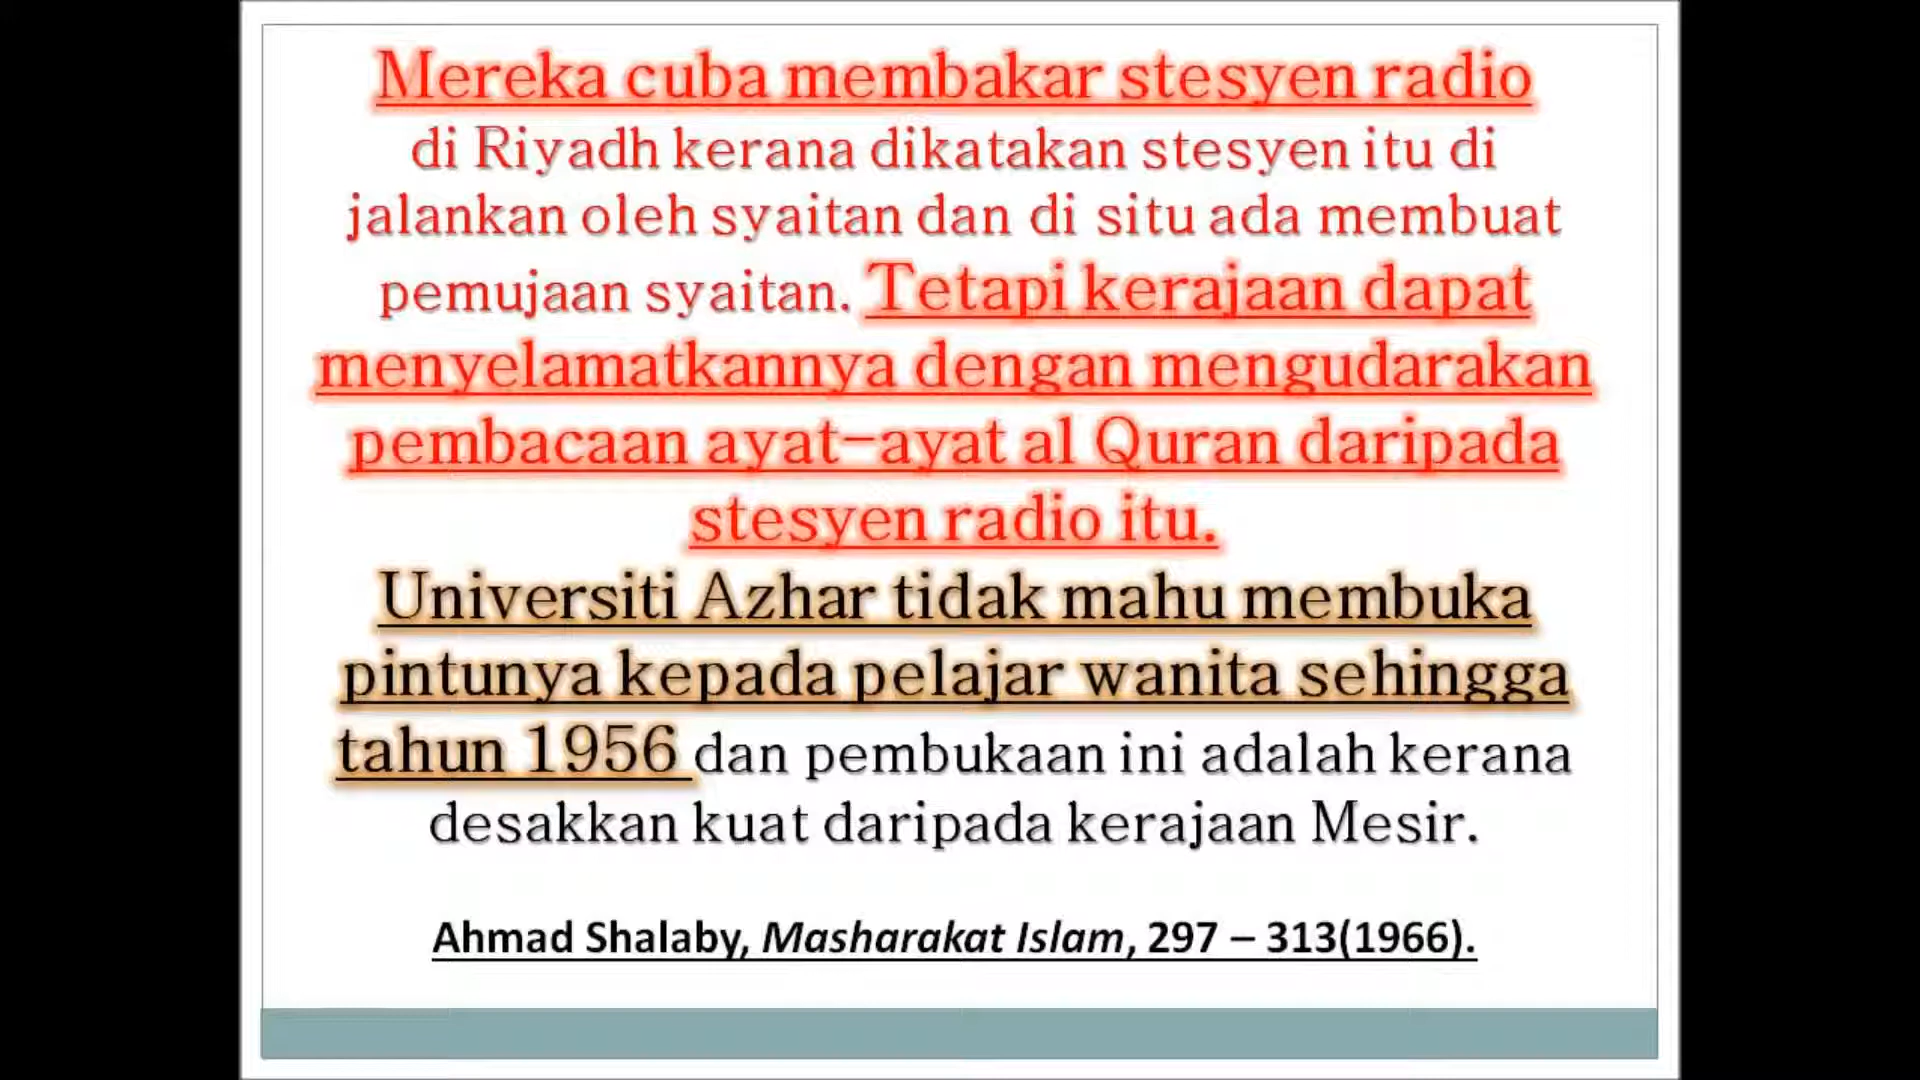 Mereka cuba membakar stesyen radio
di Riyadh kerana dikatakan stesyen itu di
jalankan oleh syaitan dan di situ ada membuat
pemujaan syaitan. Tetapi kerajaan dapat
menyelamatkannya dengan mengudarakan
pembacaan ayat-ayat al Quran daripada
stesyen radio itu.
Universiti Azhar tidak mahu membuka
pintunya kepada pelajar wanita sehingga
tahun 1956 dan pembukaan ini adalah kerana
desakkan kuat daripada kerajaan Mesir.
Ahmad Shalaby, Masharakat Islam, 297 – 313(1966).